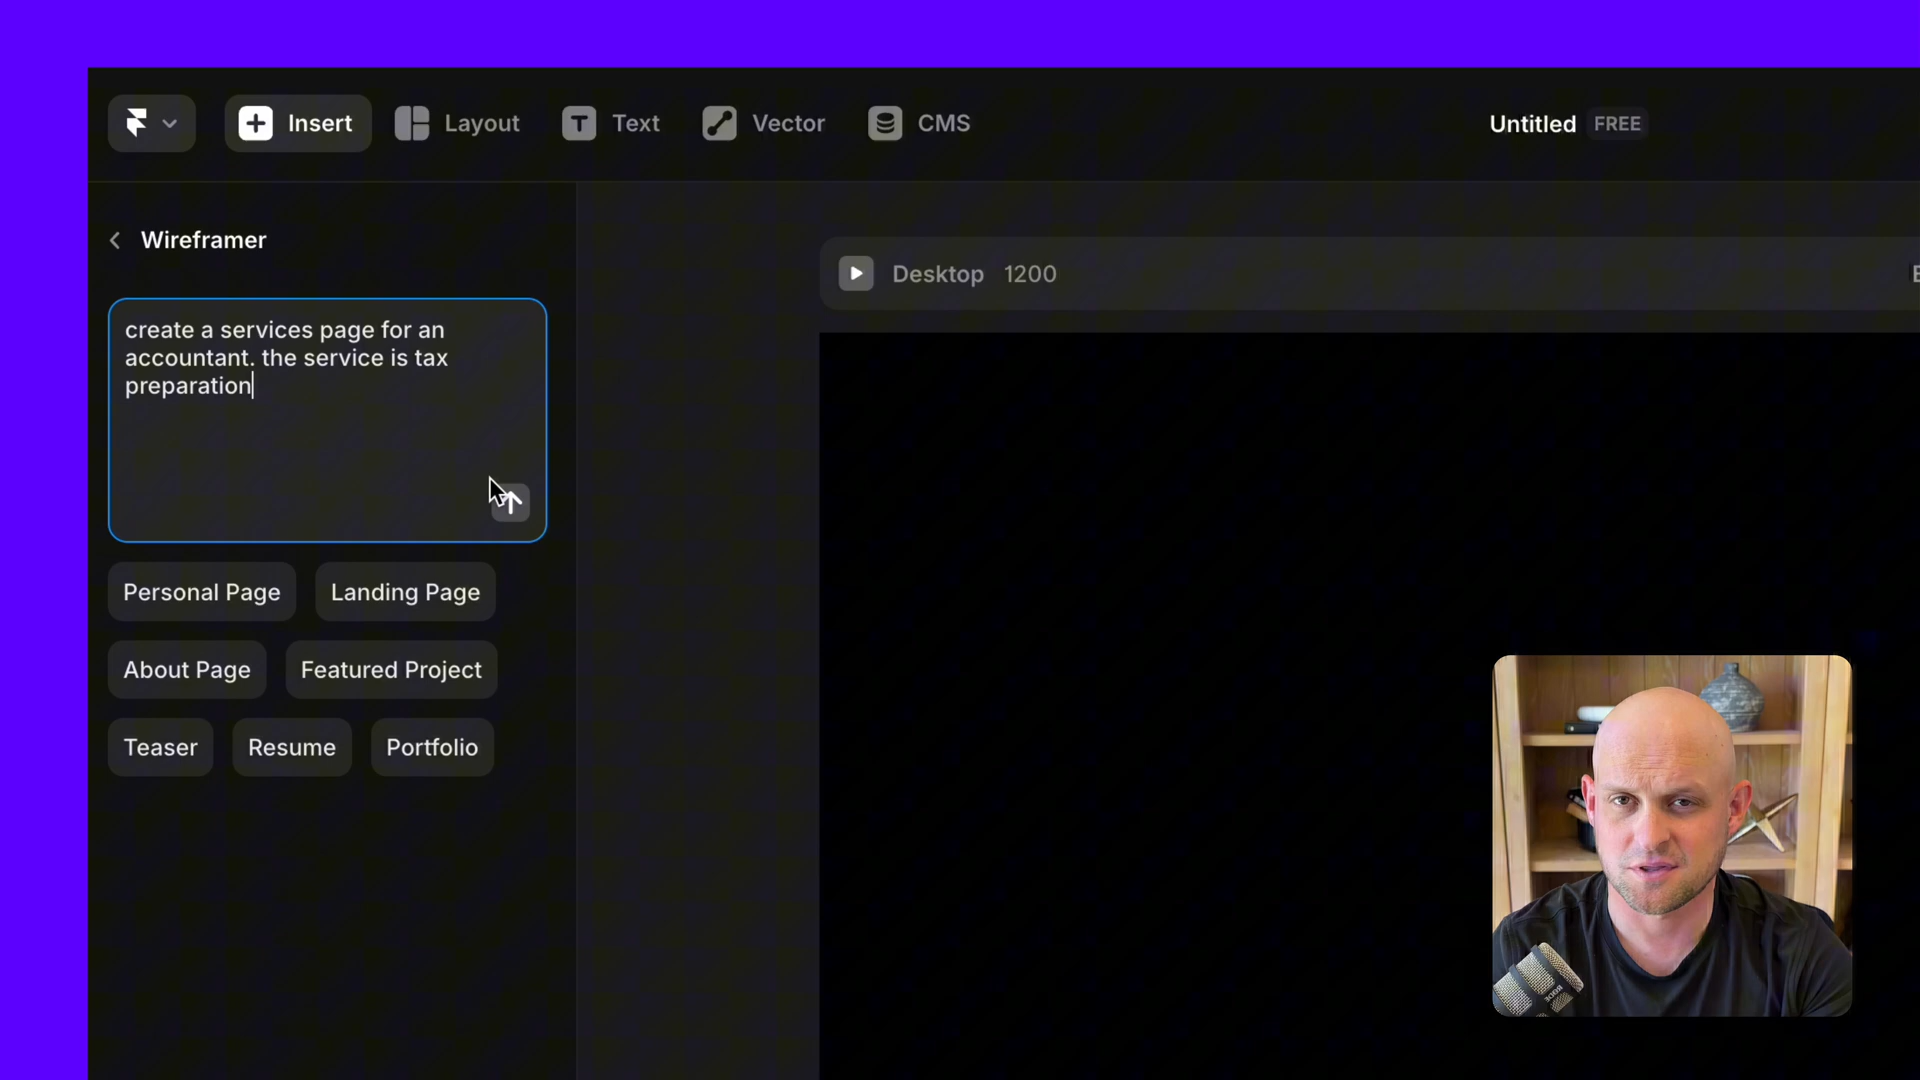 Insert
Layout
Text
Vector
CMS
Untitled FREE
Wireframer
create a services page for an
accountant. the service is tax
preparation
Desktop 1200
Personal Page
Landing Page
About Page
Featured Project
Teaser
Resume
Portfolio
RODE